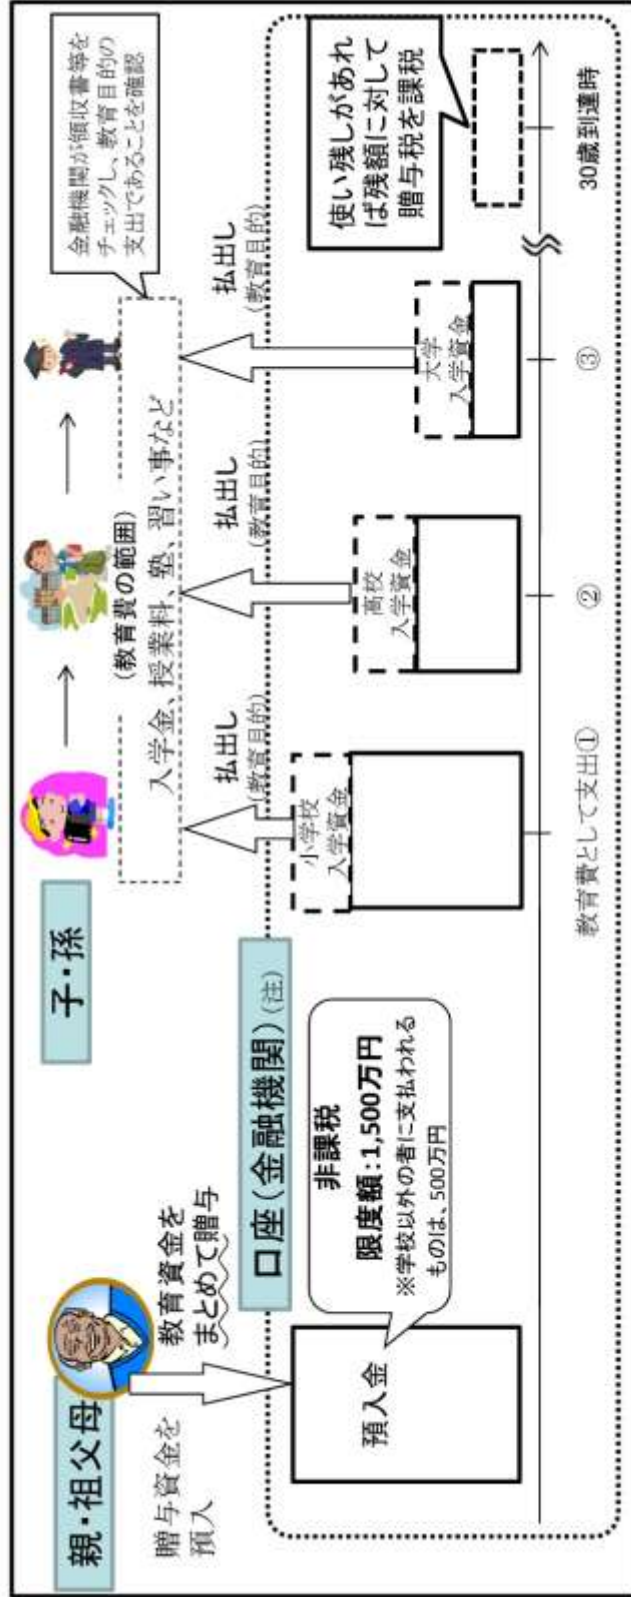 親・祖父母
贈与資金を
預入
教育資金を
まとめて贈与
子・孫
(教育費の範囲)
入学金、授業料、塾、習い事など
金融機関が領収書等を
チェックし、教育目的の
支出であることを確認
払出し
(教育目的)
払出し
(教育目的)
払出し
(教育目的)
口座(金融機関)(注)
預入金
非課税
限度額:1,500万円
※学校以外の者に支払われる
ものは、500万円
小学校
入学資金
高校
入学資金
大学
入学資金
使い残しがあれ
ば残額に対して
贈与税を課税
教育費として支出①
②
③
30歳到達時